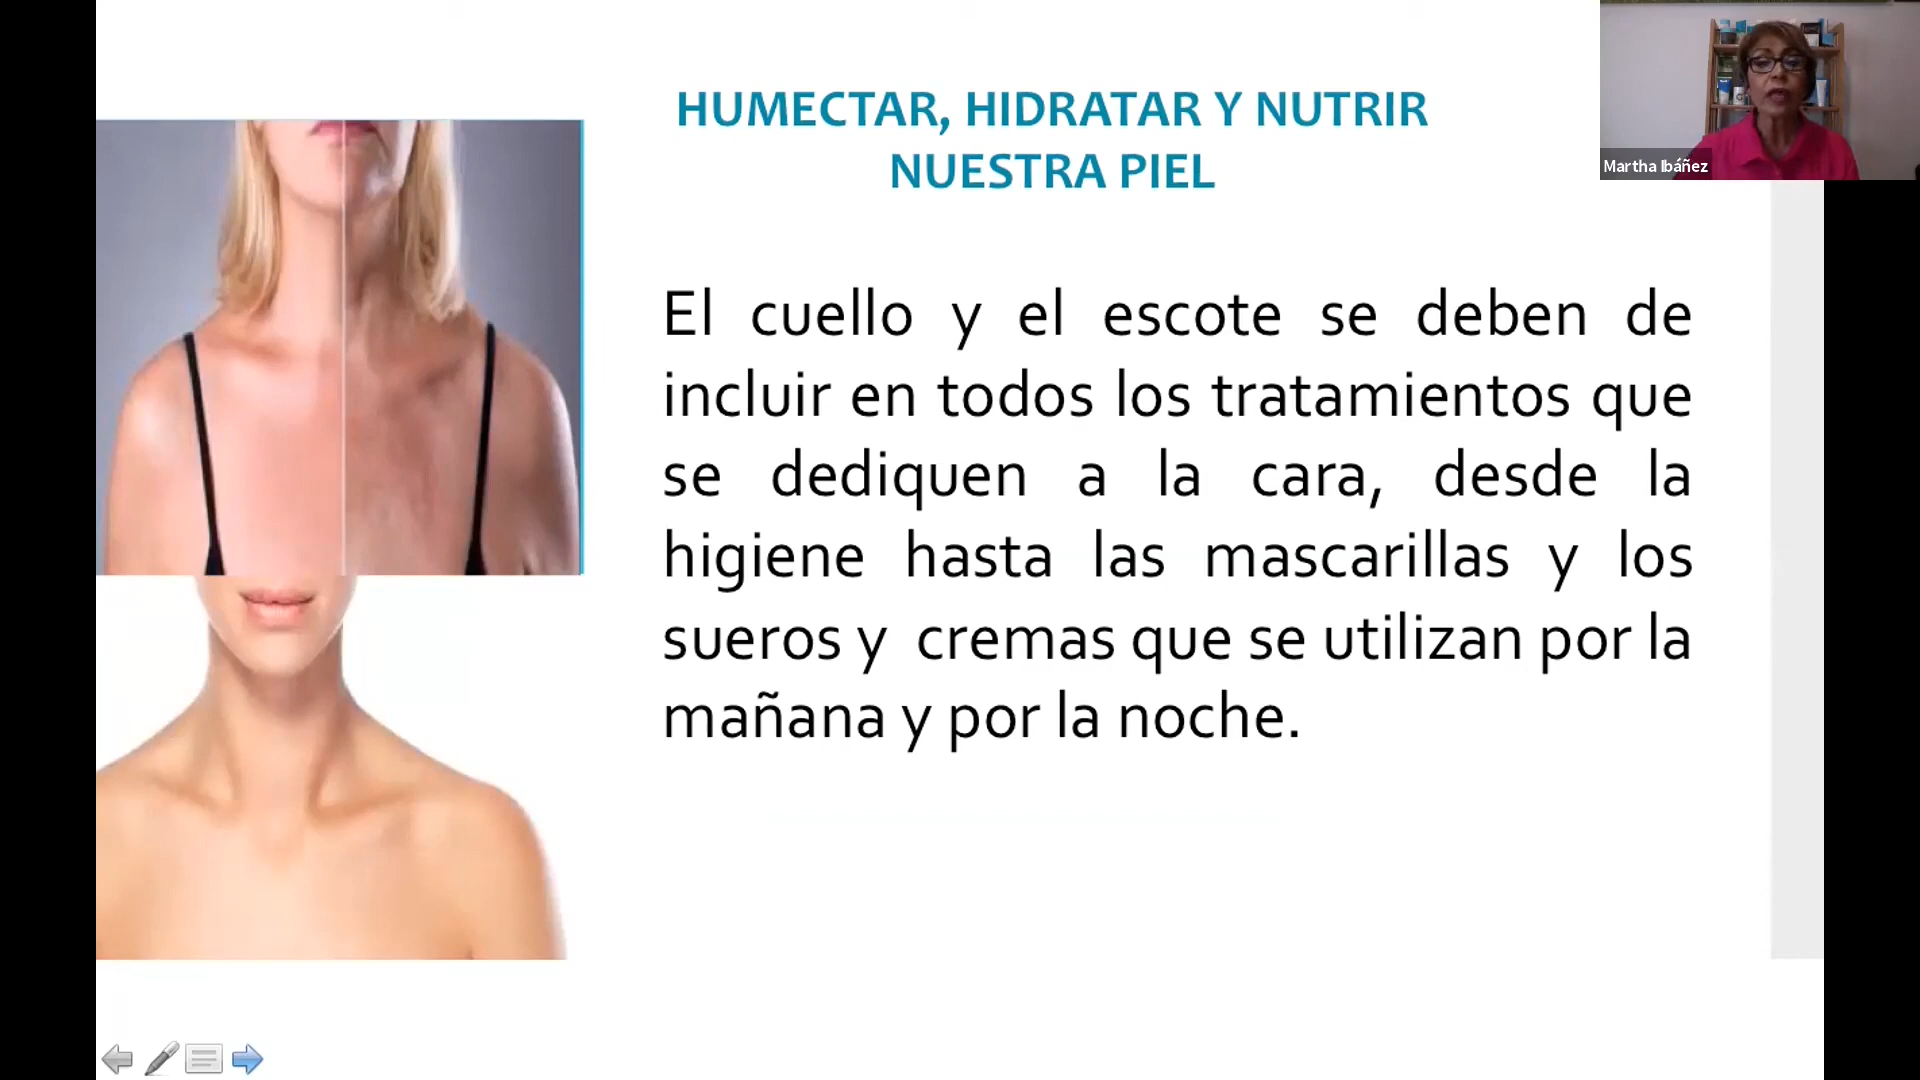 HUMECTAR, HIDRATAR Y NUTRIR
NUESTRA PIEL
Martha Ibáñez
El cuello y el escote se deben de
incluir en todos los tratamientos que
se dediquen a la cara, desde la
higiene hasta las mascarillas y los
sueros y cremas que se utilizan por la
mañana y por la noche.